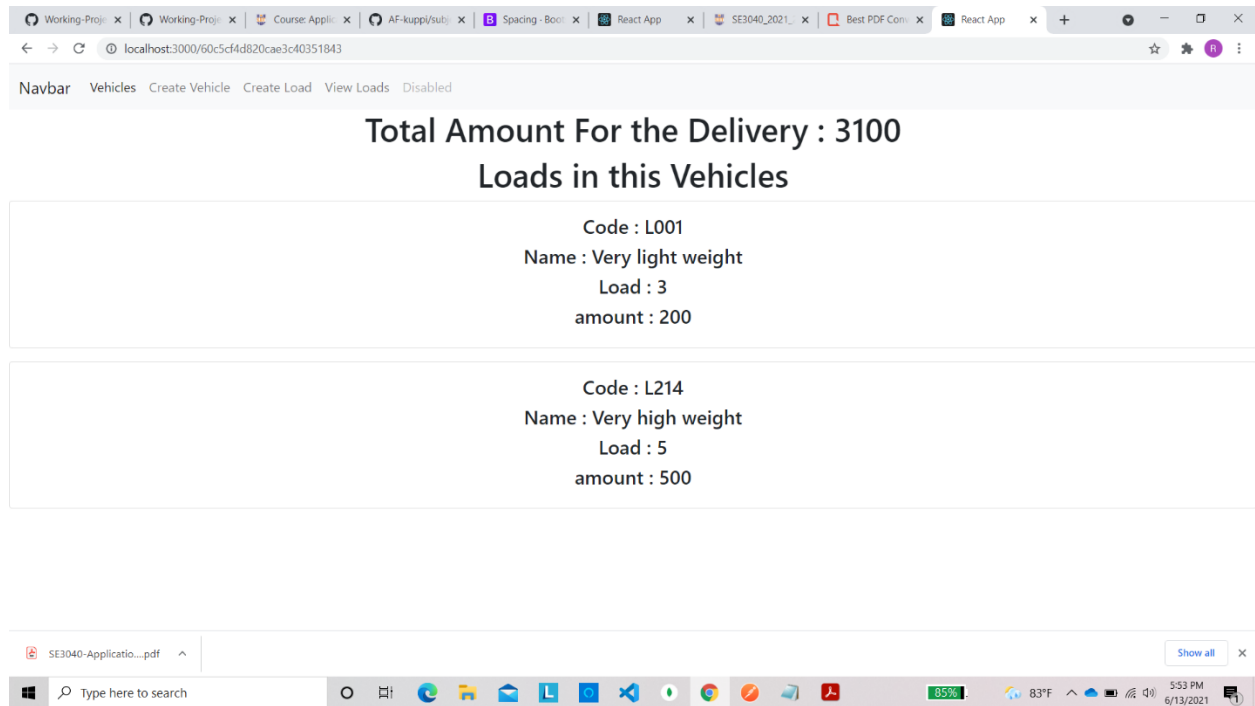 Working-Proje
Working-Proje
Course: Applic
AF-kuppi/subj
B Spacing - Boot
React App
SE3040_2021_
Best PDF Conv
React App
localhost:3000/60c5cf4d820cae3c40351843
R
Navbar Vehicles Create Vehicle Create Load View Loads Disabled
Total Amount For the Delivery : 3100
Loads in this Vehicles
Code : L001
Name : Very light weight
Load : 3
amount : 200
Code : L214
Name : Very high weight
Load : 5
amount : 500
SE3040-Applicatio....pdf
Show all
Type here to search
L
85%
83°F
5:53 PM
6/13/2021
1